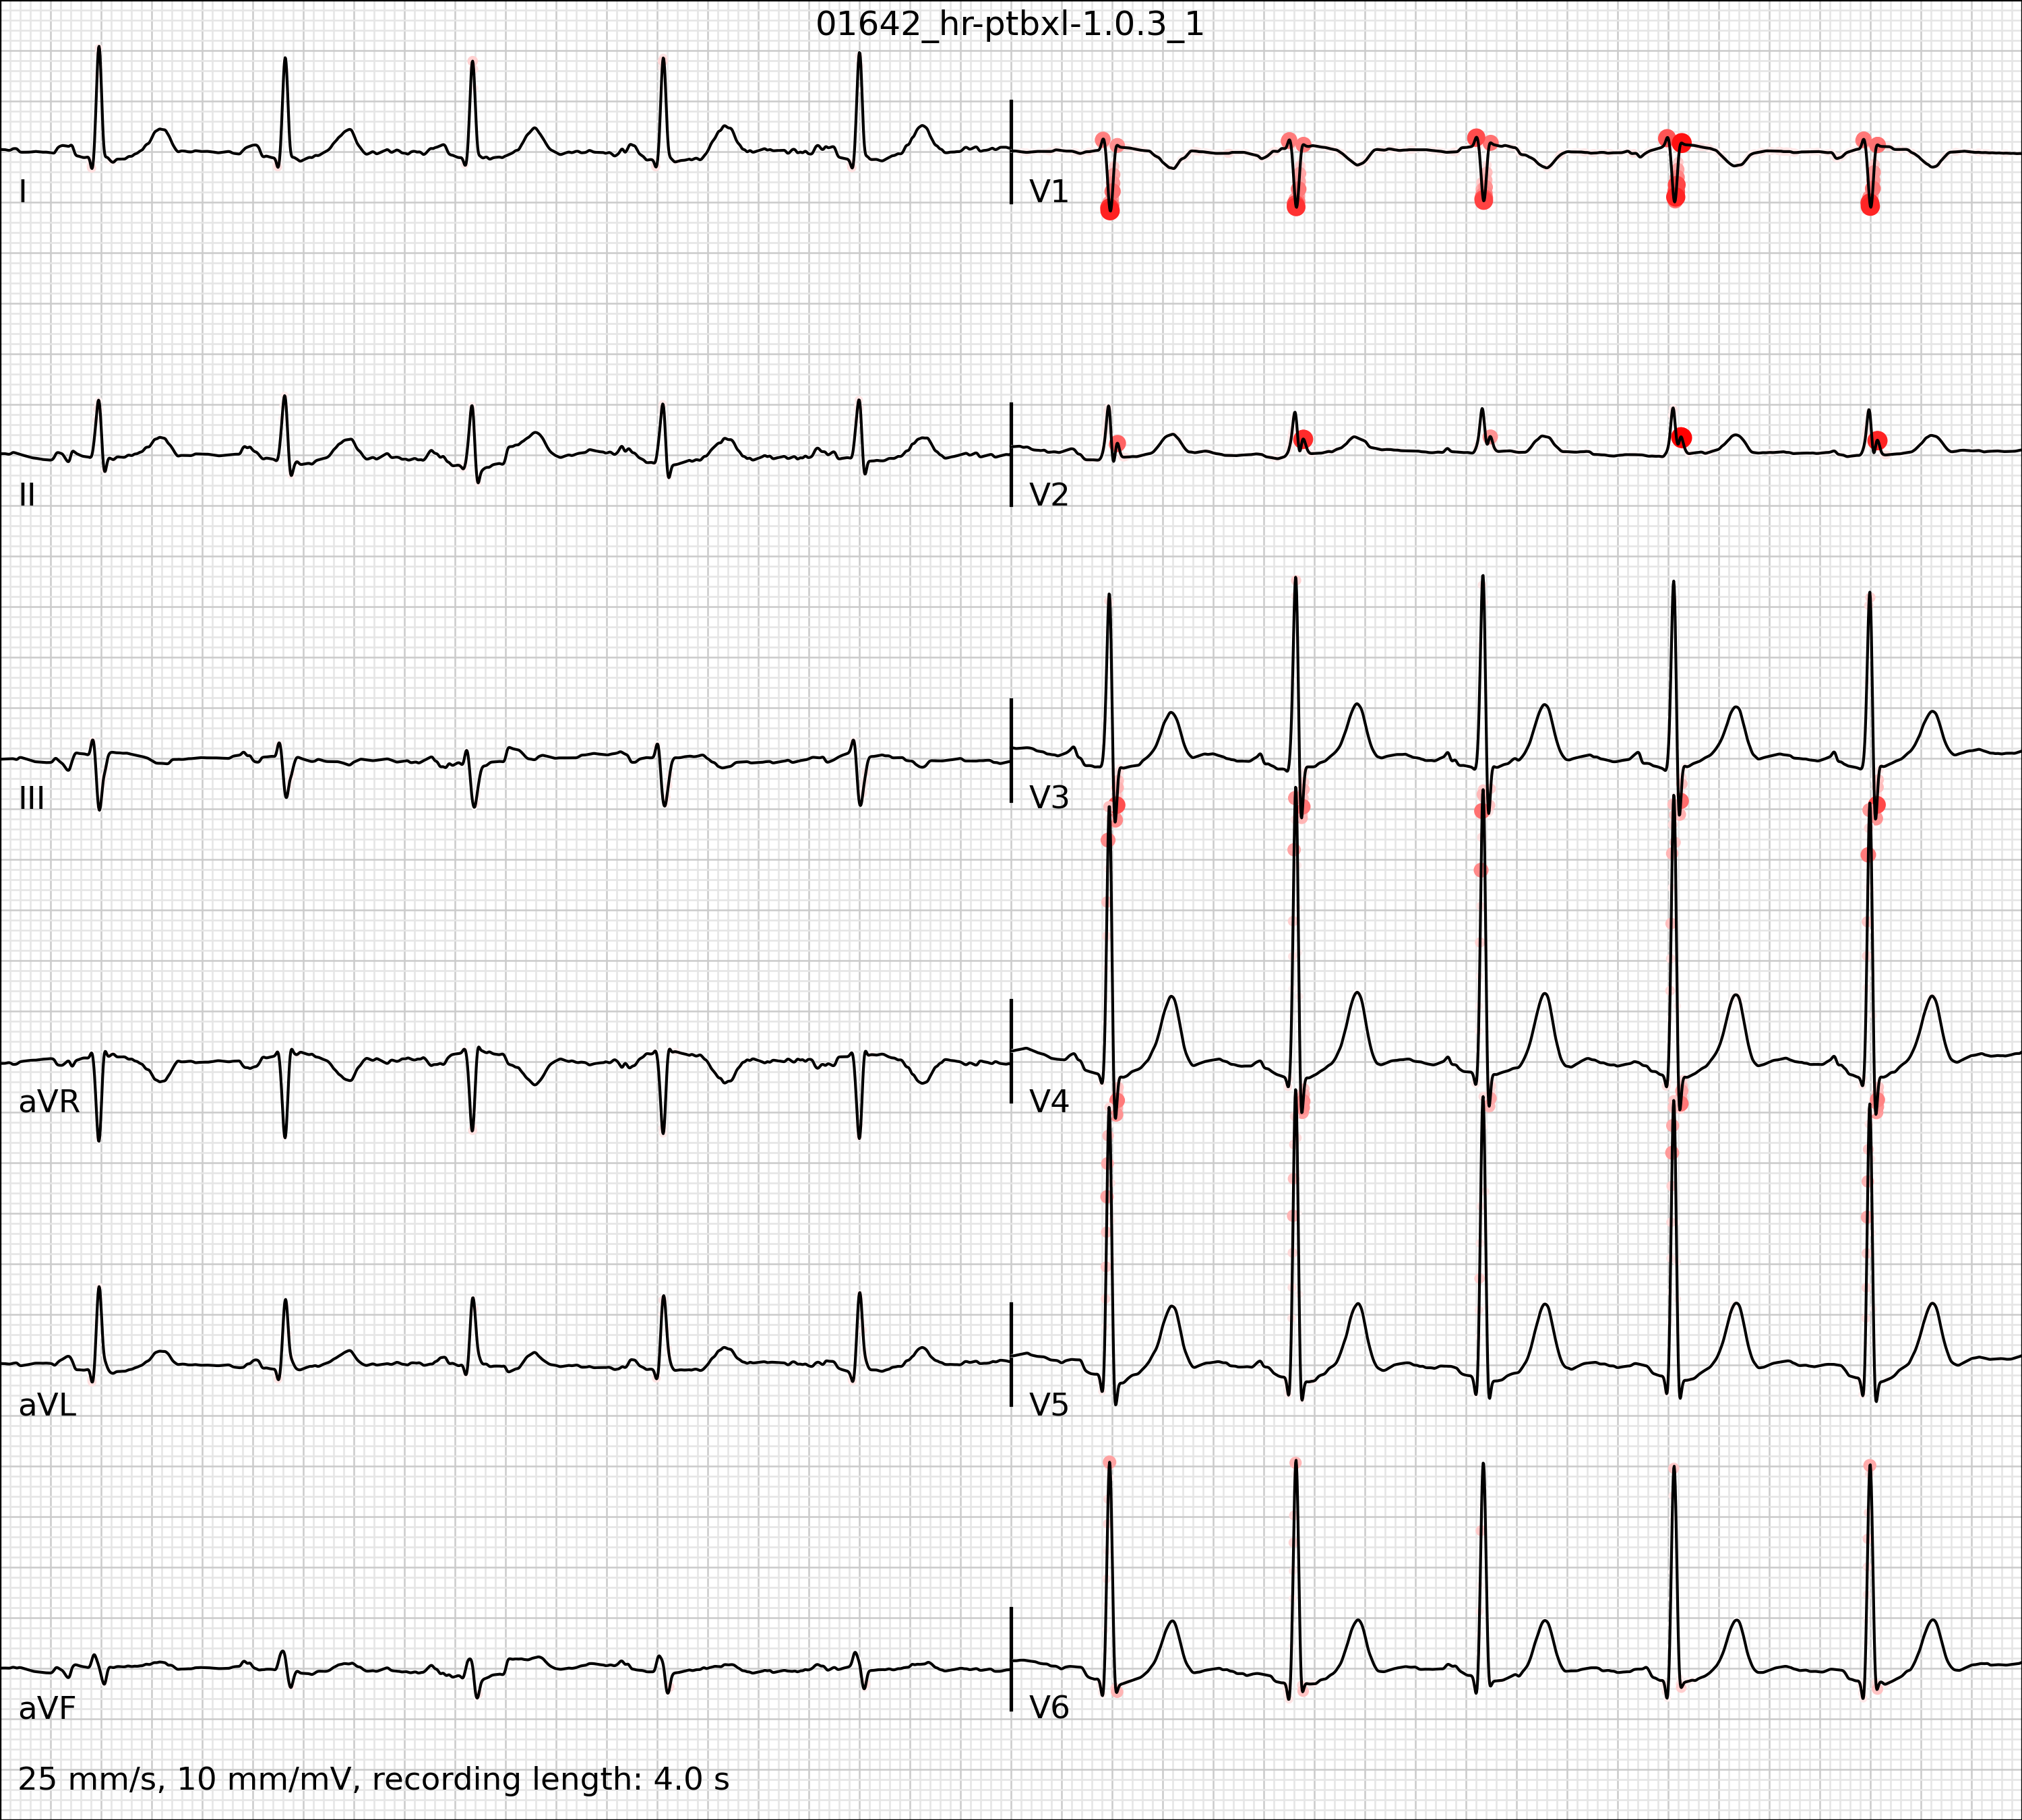 01642_hr-ptbxl-1.0.3_1
I
V1
II
V2
III
V3
aVR
V4
aVL
V5
aVF
V6
25 mm/s, 10 mm/mV, recording length: 4.0 s